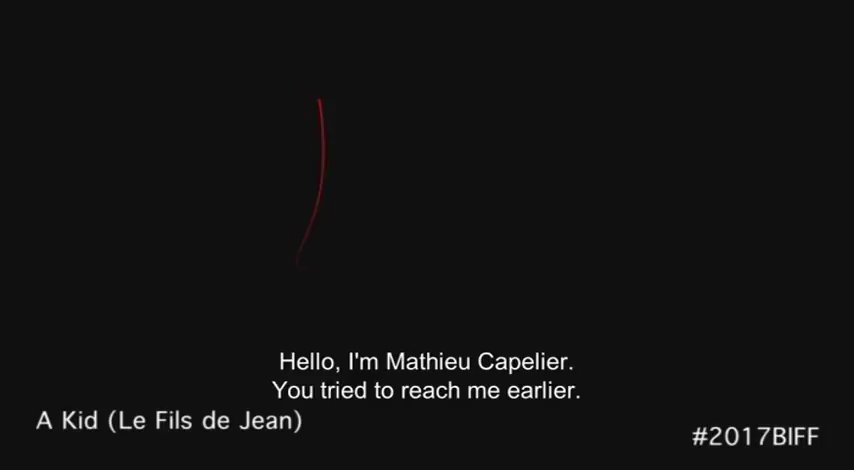 Hello, I'm Mathieu Capelier.
You tried to reach me earlier.
A Kid (Le Fils de Jean)
#2017BIFF